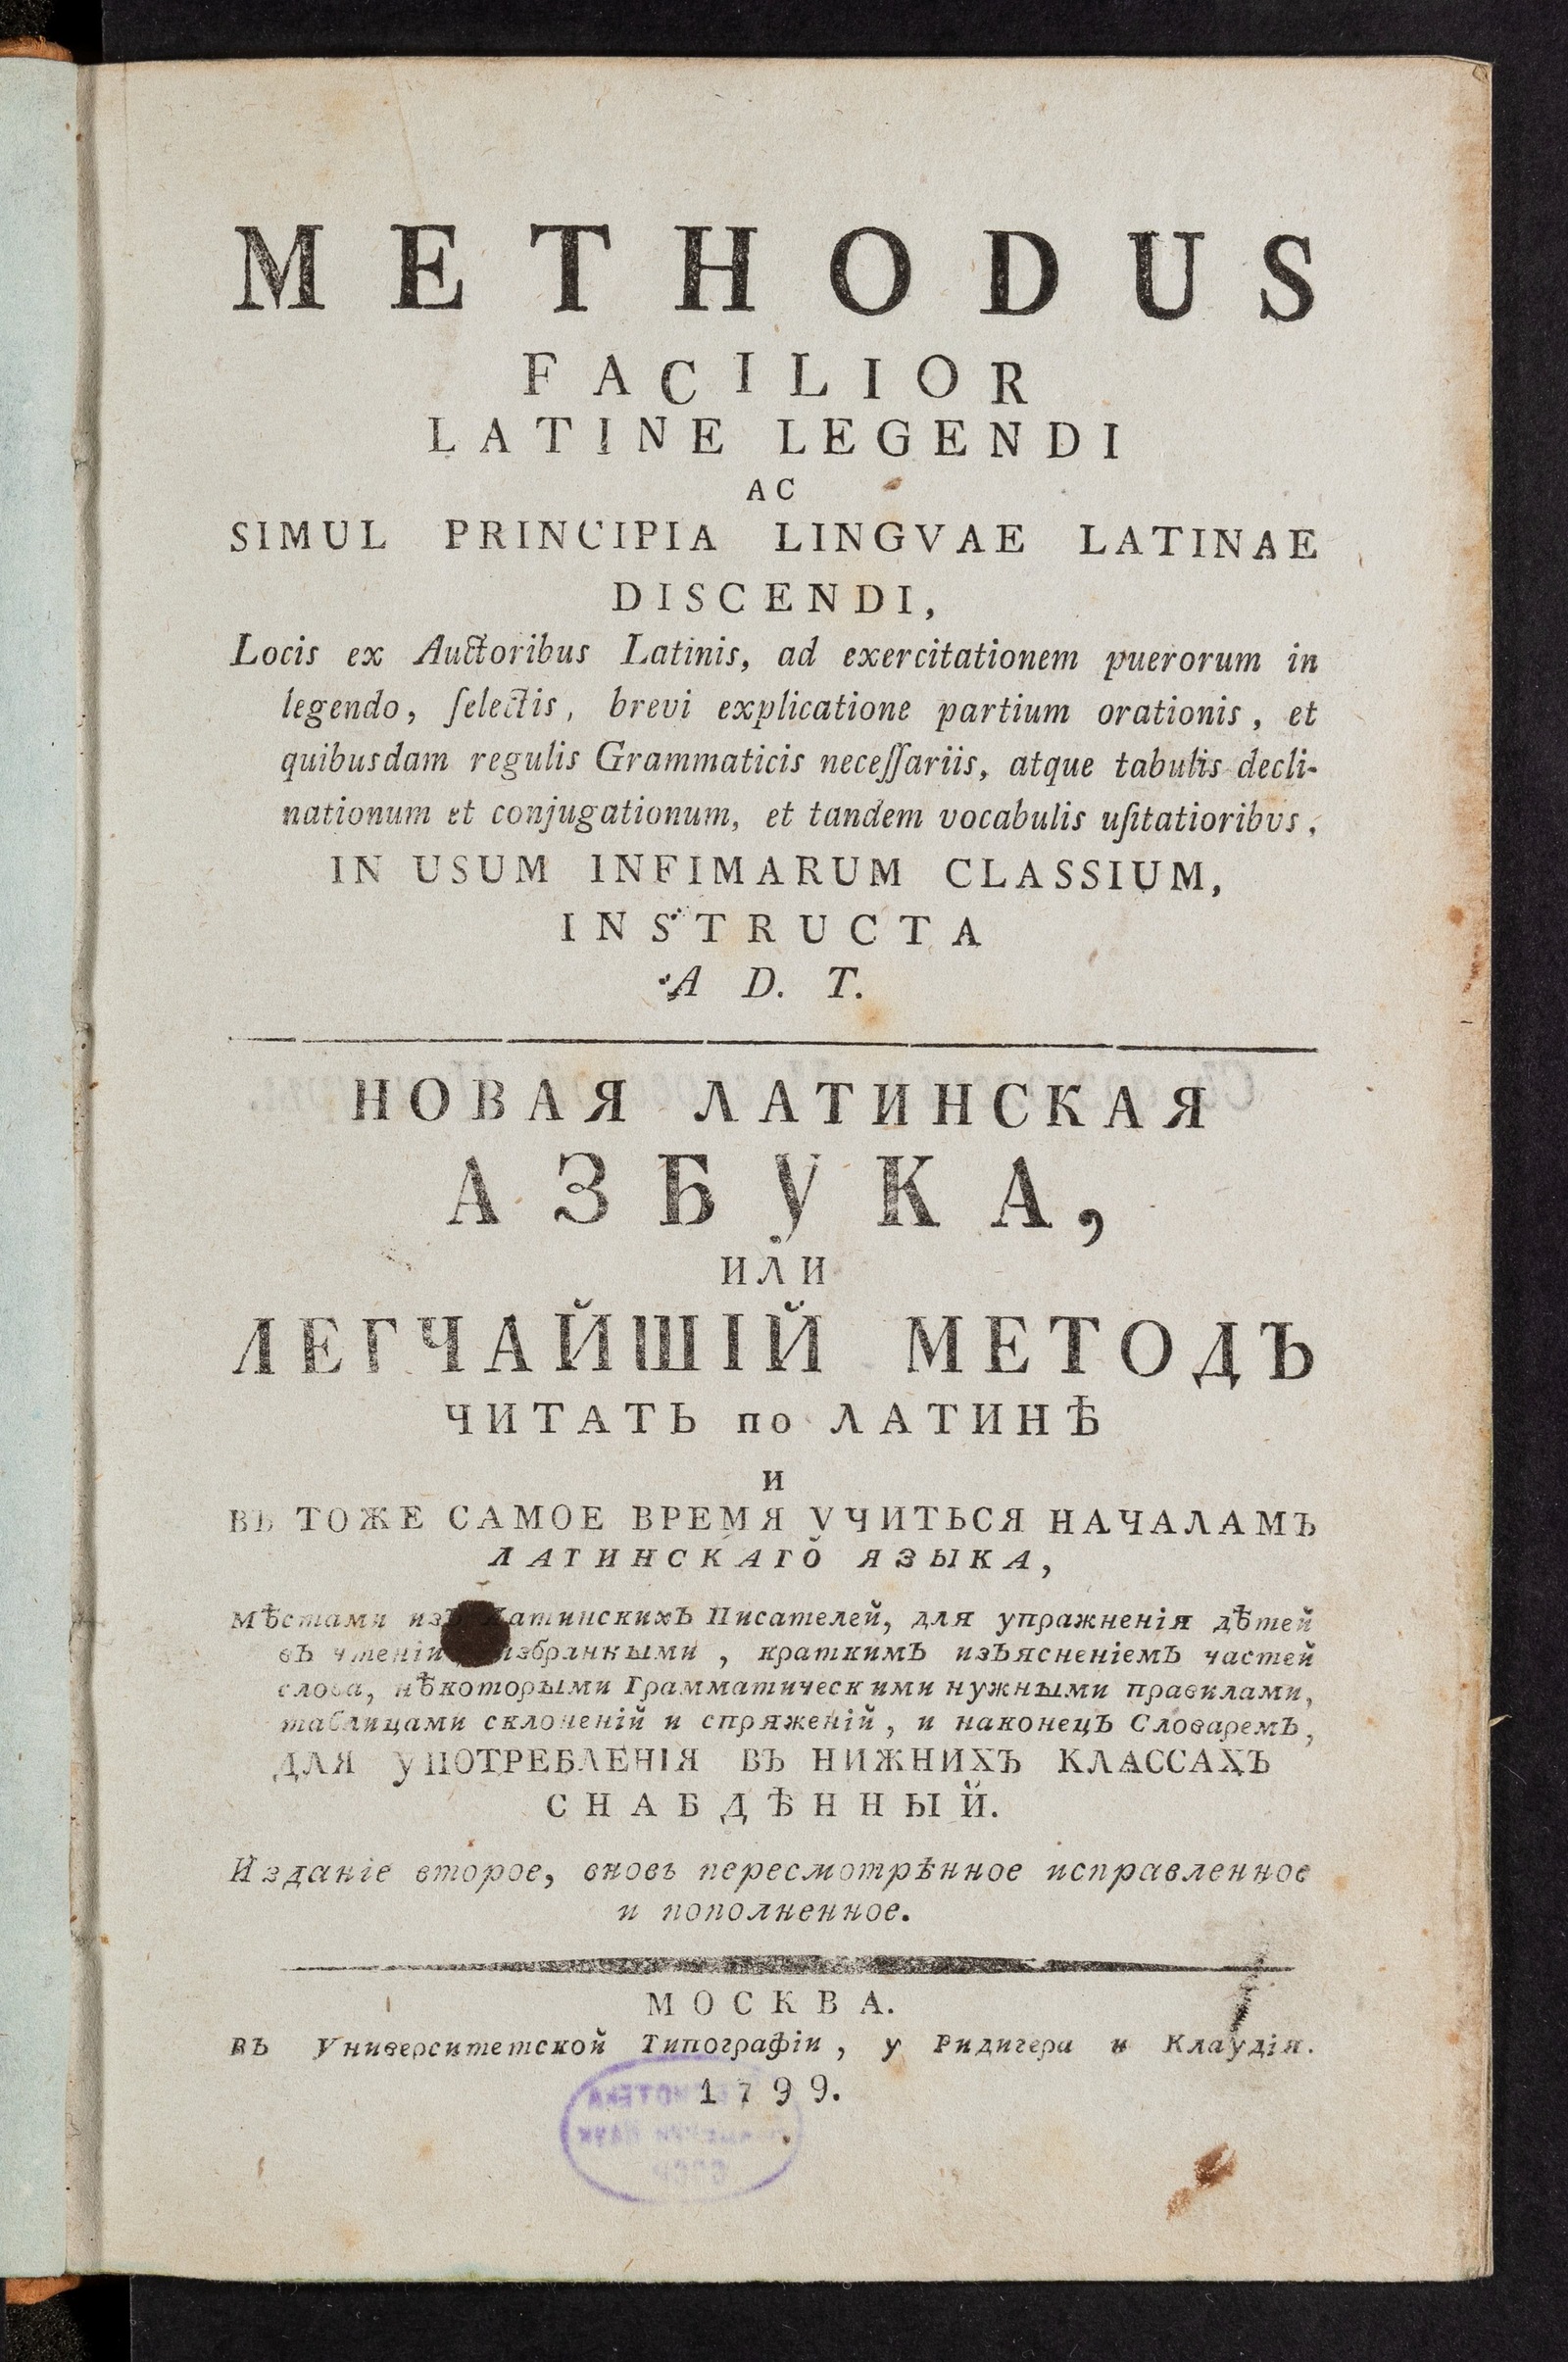 METHODUS
FACILIOR
LATINE LEGENDI
AC
SIMUL PRINCIPIA LINGVAE LATINAE
DISCENDI,
Locis ex Auctoribus Latinis, ad exercitationem puerorum in
legendo, ſelectis, brevi explicatione partium orationis, et
quibusdam regulis Grammaticis neceſſariis, atque tabulis decli-
nationum et conjugationum, et tandem vocabulis uſitatioribvs,
IN USUM INFIMARUM CLASSIUM,
INSTRUCTA
A D. T.
НОВАЯ ЛАТИНСКАЯ
АЗБУКА,
ИЛИ
ЛЕГЧАЙШІЙ МЕТОДЪ
ЧИТАТЬ по ЛАТИНѢ
И
ВЪ ТОЖЕ САМОЕ ВРЕМЯ УЧИТЬСЯ НАЧАЛАМЪ
ЛАТИНСКАГО ЯЗЫКА,
Мѣстами изЪ ЛатинскихЪ Писателей, для упражненія дѣтей
вЪ чтеніи избранными, краткимЪ изЪясненіемЪ частей
слова, нѣкоторыми Грамматическими нужными правилами,
таблицами склоненій и спряженій, и наконецЪ СловаремЪ,
ДЛЯ УПОТРЕБЛЕНІЯ ВЪ НИЖНИХЪ КЛАССАХЪ
СНАБДѢННЫЙ.
Изданіе второе, вновь пересмотрѣнное исправленное
и пополненное.
МОСКВА.
ВЪ Университетской Типографіи, у Ридигера и Клаудія.
1799.